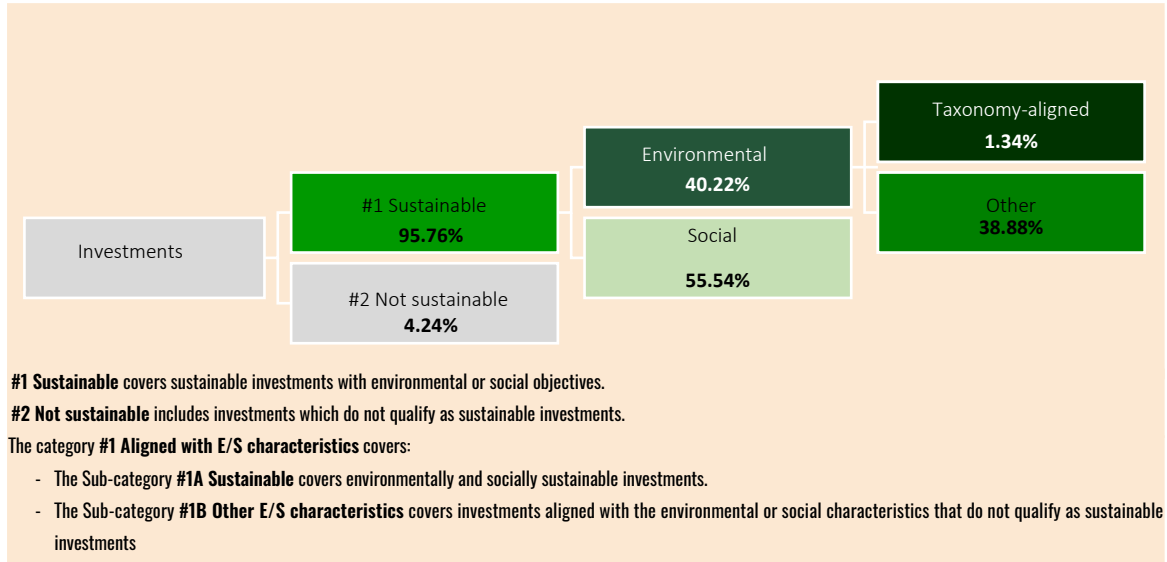 Investments
#1 Sustainable
95.76%
#2 Not sustainable
4.24%
Environmental
40.22%
Social
55.54%
Taxonomy-aligned
1.34%
Other
38.88%
#1 Sustainable covers sustainable investments with environmental or social objectives.
#2 Not sustainable includes investments which do not qualify as sustainable investments.
The category #1 Aligned with E/S characteristics covers:
- The Sub-category #1A Sustainable covers environmentally and socially sustainable investments.
- The Sub-category #1B Other E/S characteristics covers investments aligned with the environmental or social characteristics that do not qualify as sustainable
investments